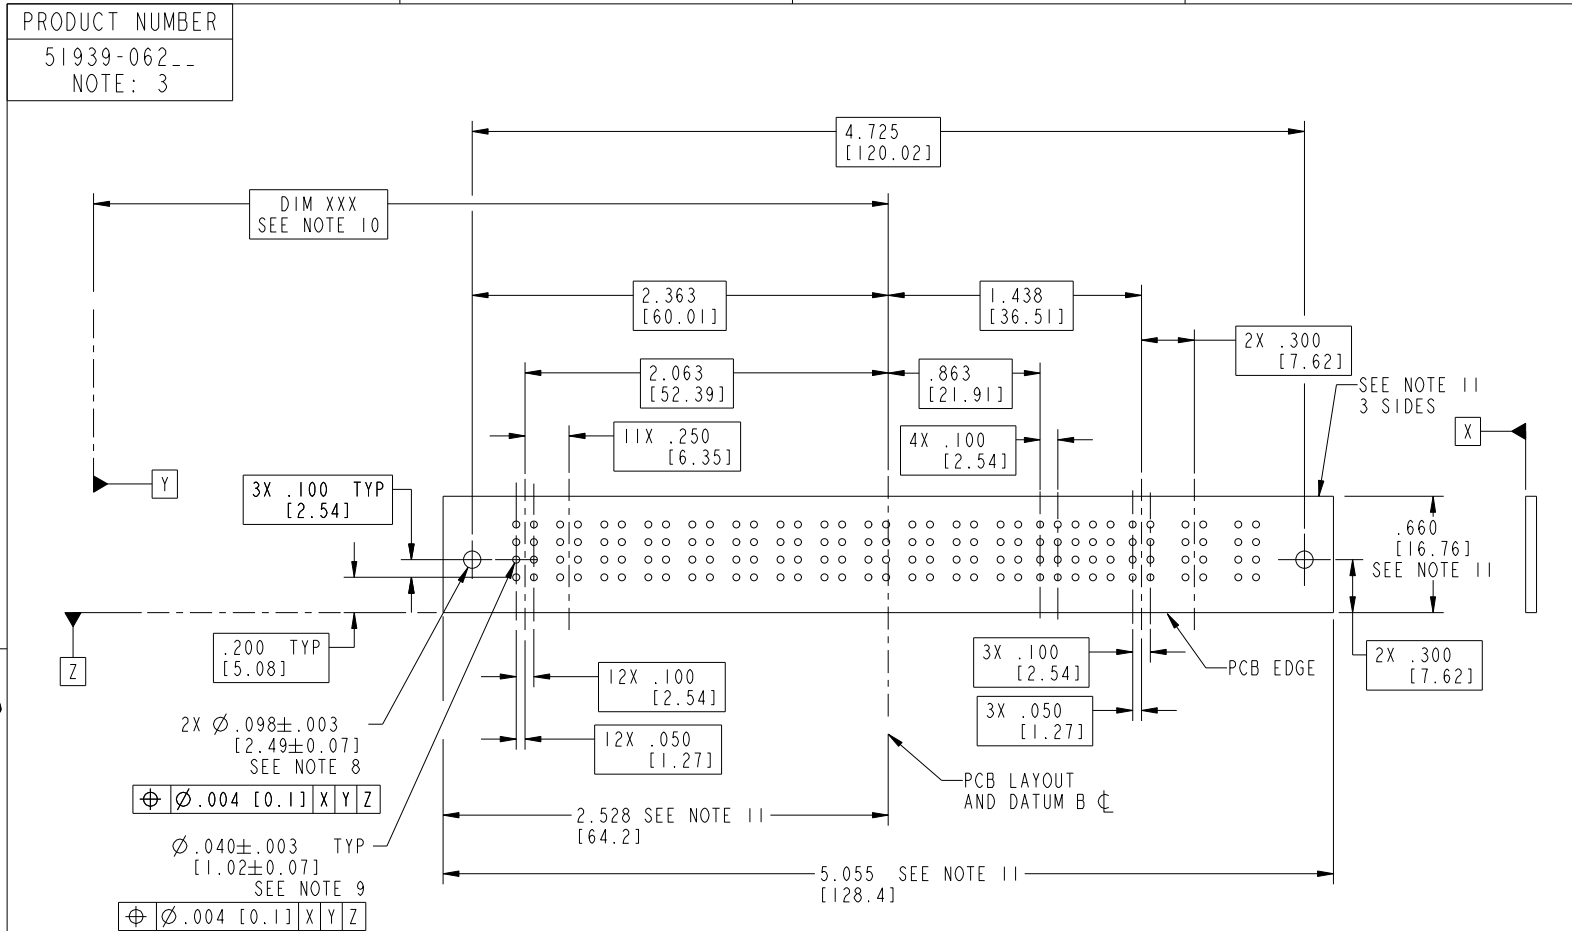 PRODUCT NUMBER
51939-062__
NOTE: 3
4.725
[120.02]
DIM XXX
SEE NOTE 10
2.363
[60.01]
1.438
[36.51]
2X .300
[7.62]
2.063
[52.39]
.863
[21.91]
SEE NOTE 11
3 SIDES
11X .250
[6.35]
4X .100
[2.54]
X
Y
3X .100 TYP
[2.54]
.660
[16.76]
SEE NOTE 11
.200 TYP
[5.08]
Z
12X .100
[2.54]
3X .100
[2.54]
PCB EDGE
2X .300
[7.62]
2X Ø.098±.003
[2.49±0.07]
SEE NOTE 8
12X .050
[1.27]
3X .050
[1.27]
⌖ Ø.004 [0.1] X Y Z
PCB LAYOUT
AND DATUM B ℄
2.528 SEE NOTE 11
[64.2]
Ø.040±.003 TYP
[1.02±0.07]
SEE NOTE 9
5.055 SEE NOTE 11
[128.4]
⌖ Ø.004 [0.1] X Y Z